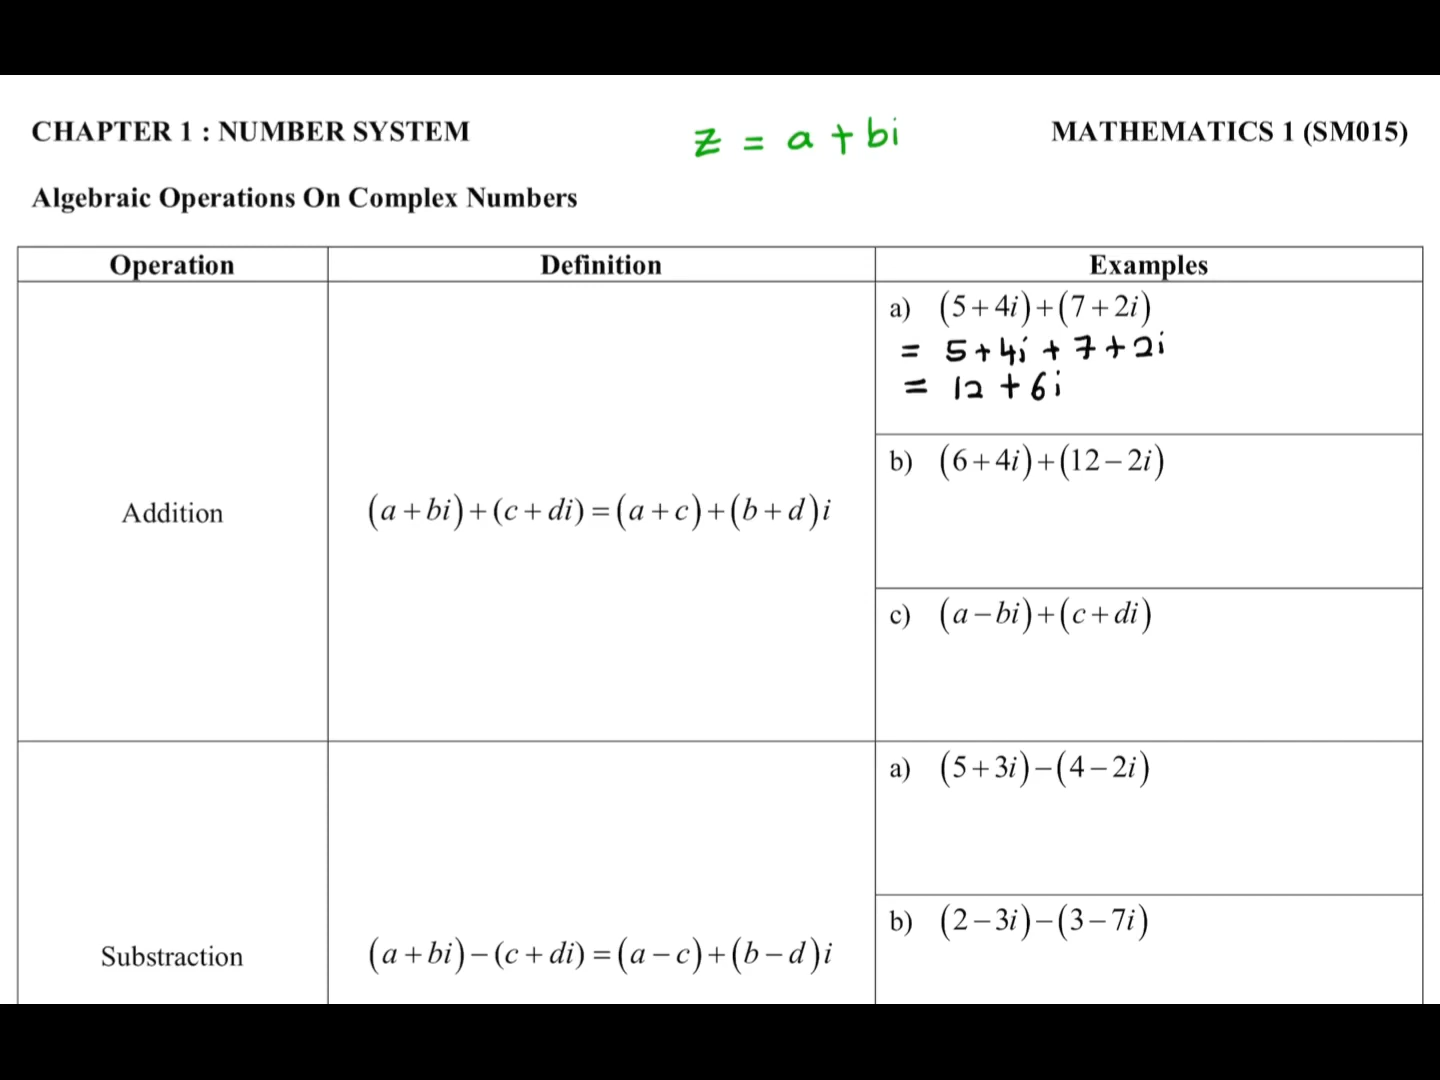 CHAPTER 1 : NUMBER SYSTEM
z = a + bi
MATHEMATICS 1 (SM015)
Algebraic Operations On Complex Numbers
Operation
Definition
Examples
Addition
(a + bi) + (c + di) = (a + c) + (b + d)i
a) (5 + 4i) + (7 + 2i)
= 5 + 4i + 7 + 2i
= 12 + 6i
b) (6 + 4i) + (12 − 2i)
c) (a − bi) + (c + di)
Substraction
(a + bi) − (c + di) = (a − c) + (b − d)i
a) (5 + 3i) − (4 − 2i)
b) (2 − 3i) − (3 − 7i)